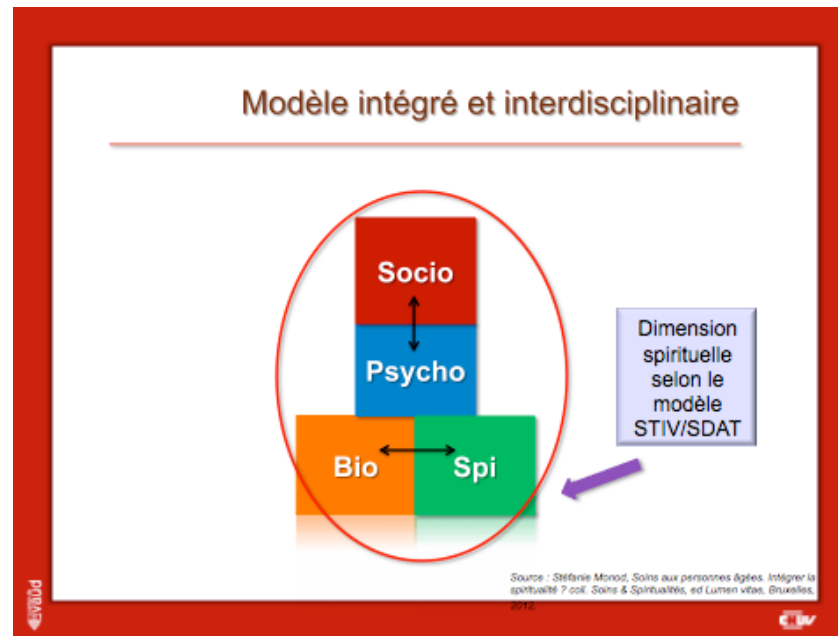 Modèle intégré et interdisciplinaire
Socio
Psycho
Bio
Spi
Dimension
spirituelle
selon le
modèle
STIV/SDAT
Source : Stéfanie Monod, Soins aux personnes âgées. Intégrer la
spiritualité ? coll. Soins & Spiritualités, ed Lumen vitae, Bruxelles,
2012.
CHUV